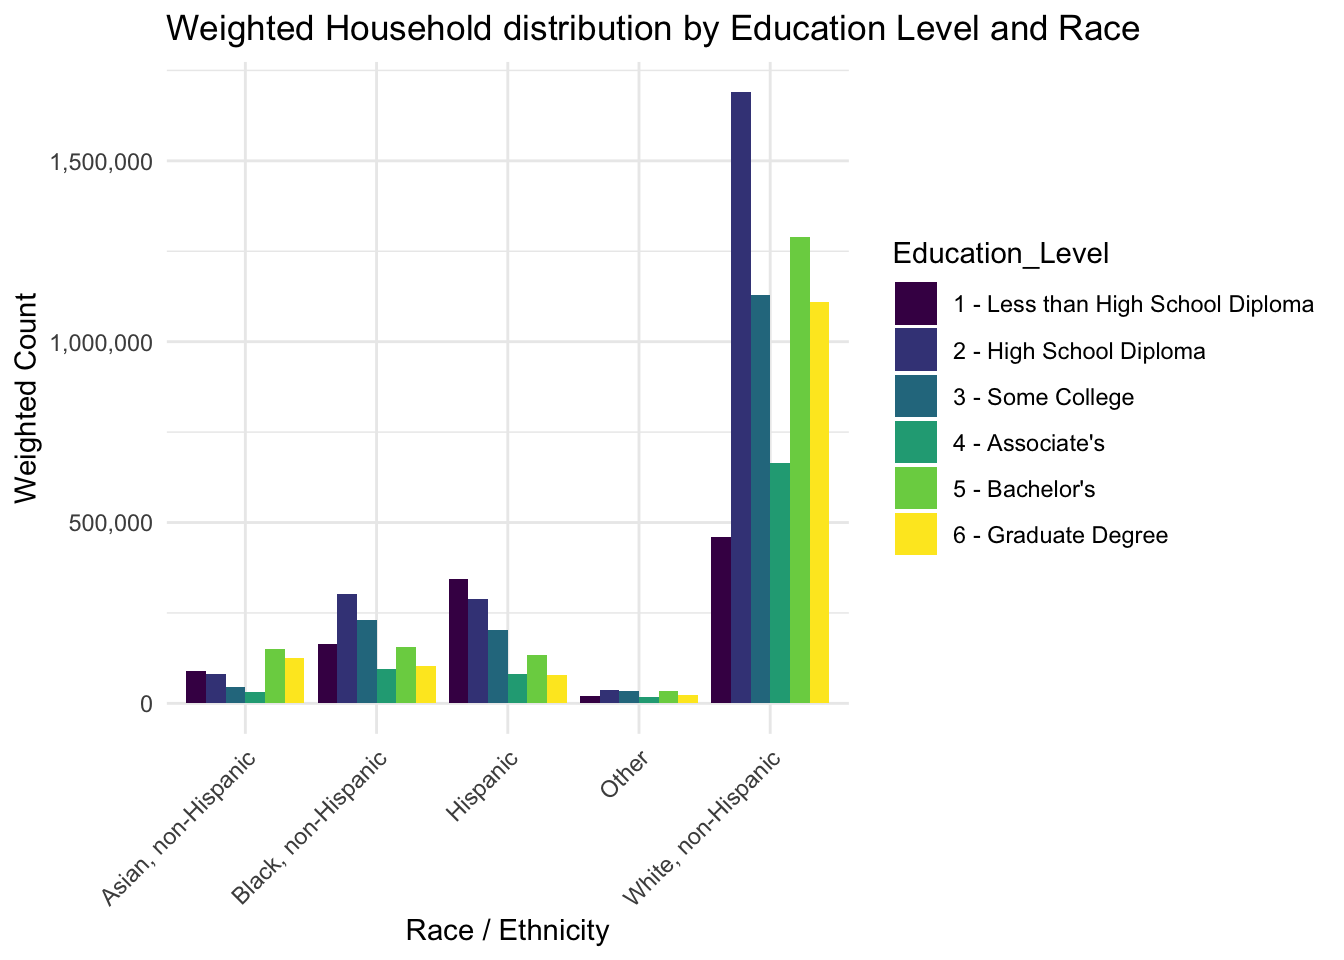 Weighted Household distribution by Education Level and Race
Weighted Count
1,500,000
1,000,000
500,000
0
Asian, non-Hispanic
Black, non-Hispanic
Hispanic
Other
White, non-Hispanic
Race / Ethnicity
Education_Level
1 - Less than High School Diploma
2 - High School Diploma
3 - Some College
4 - Associate's
5 - Bachelor's
6 - Graduate Degree